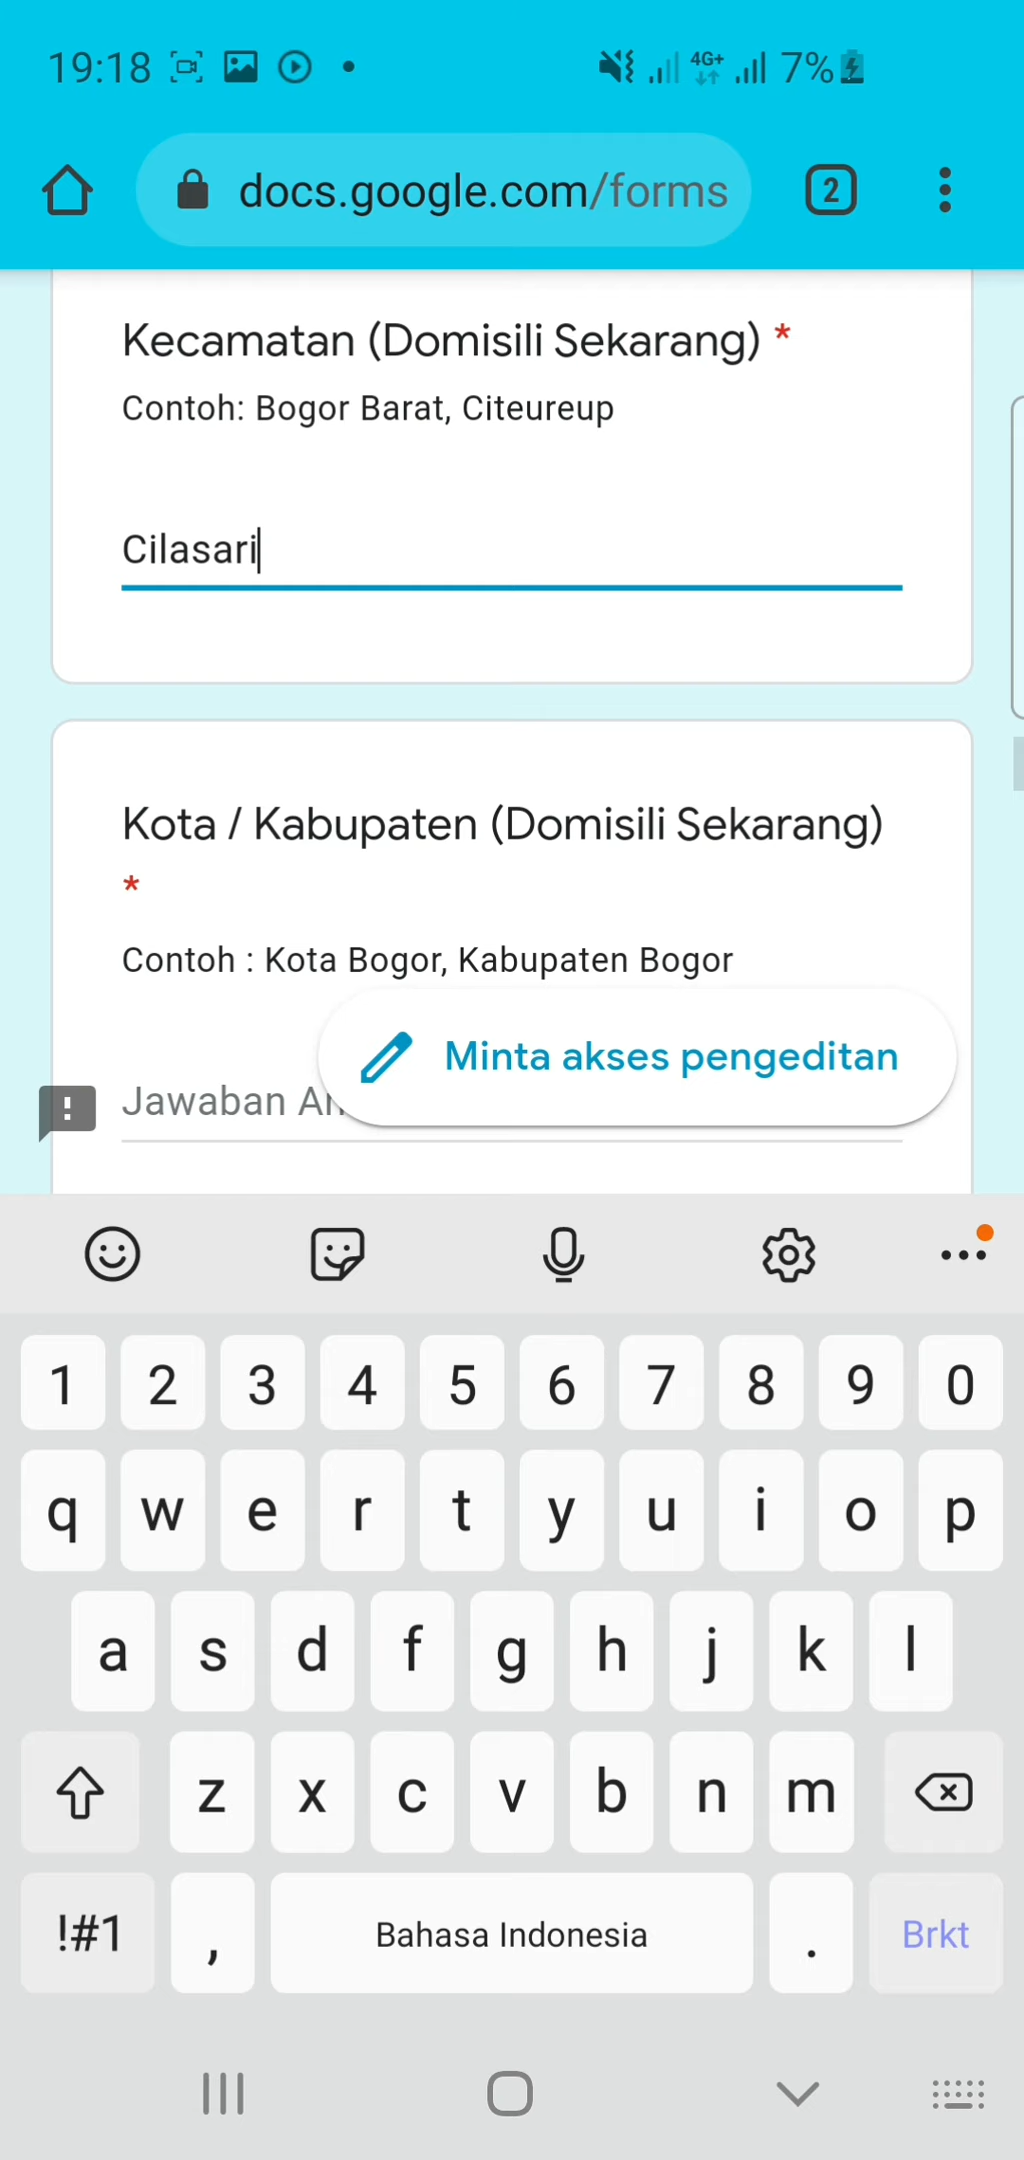 19:18
4G+
7%
docs.google.com/forms
2
Kecamatan (Domisili Sekarang) *
Contoh: Bogor Barat, Citeureup
Cilasari
Kota / Kabupaten (Domisili Sekarang)
*
Contoh : Kota Bogor, Kabupaten Bogor
Minta akses pengeditan
Jawaban An
1 2 3 4 5 6 7 8 9 0
q w e r t y u i o p
a s d f g h j k l
z x c v b n m
!#1 , Bahasa Indonesia . Brkt